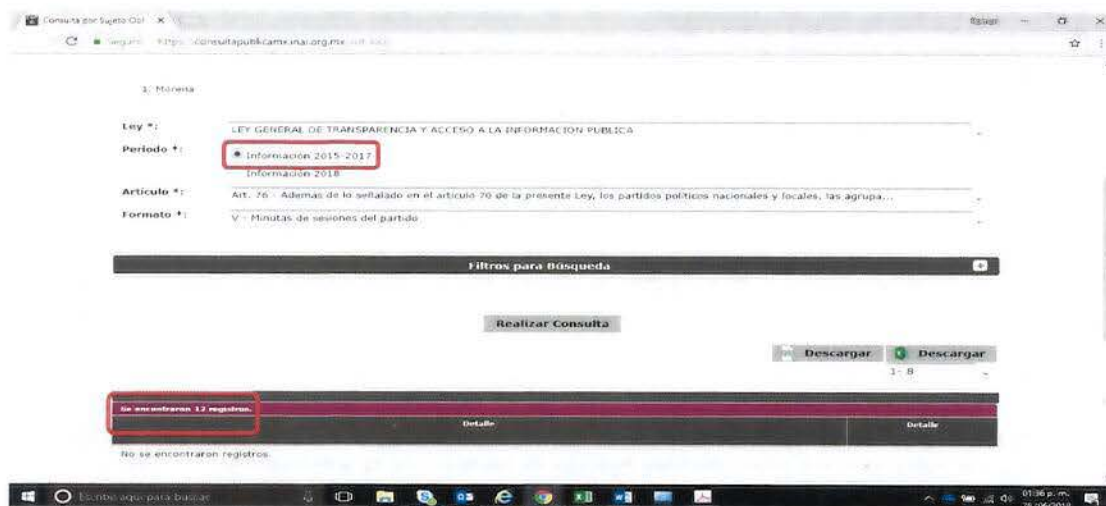 Consulta por Sujeto Obl
https: consultapublicamx.inai.org.mx
1. Morena
Ley *: LEY GENERAL DE TRANSPARENCIA Y ACCESO A LA INFORMACION PUBLICA
Periodo *: Información 2015-2017
Información 2018
Artículo *: Art. 76 - Ademas de lo señalado en el artículo 70 de la presente Ley, los partidos políticos nacionales y locales, las agrupa...
Formato *: V - Minutas de sesiones del partido
Filtros para Búsqueda
Realizar Consulta
Descargar Descargar
1 - 8
Se encontraron 12 registros.
Detalle Detalle
No se encontraron registros.
Escribe aquí para buscar
01:36 p. m.